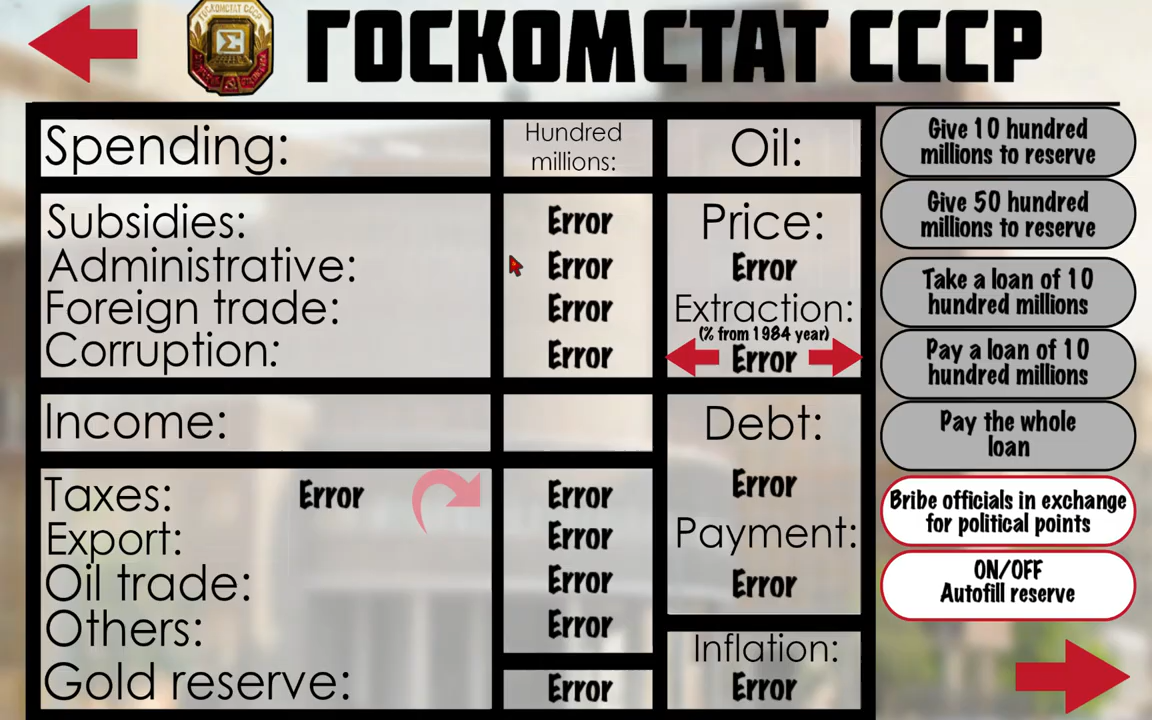 ГОСКОМСТАТ СССР
Spending:
Hundred
millions:
Oil:
Give 10 hundred
millions to reserve
Subsidies:
Error
Price:
Give 50 hundred
millions to reserve
Administrative:
Error
Error
Take a loan of 10
hundred millions
Foreign trade:
Error
Extraction:
(% from 1984 year)
Corruption:
Error
Error
Pay a loan of 10
hundred millions
Income:
Debt:
Pay the whole
loan
Taxes:
Error
Error
Error
Bribe officials in exchange
for political points
Export:
Error
Payment:
Oil trade:
Error
Error
ON/OFF
Autofill reserve
Others:
Error
Inflation:
Gold reserve:
Error
Error